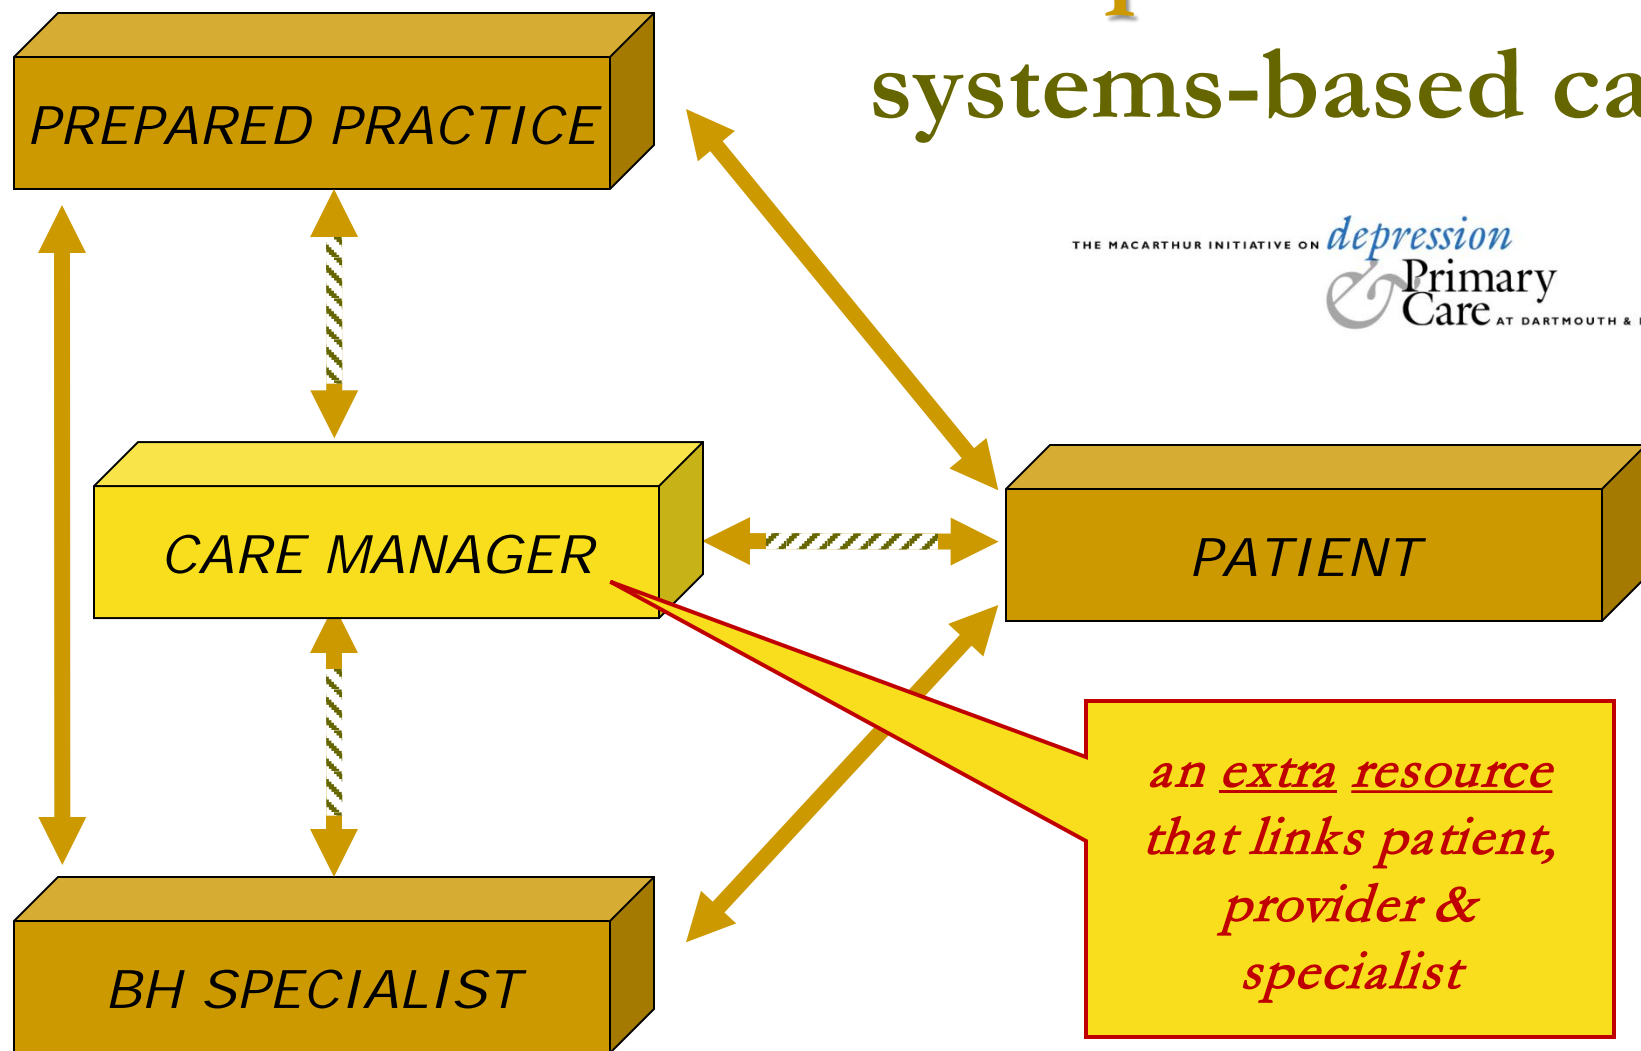 systems-based
PREPARED PRACTICE
THE MACARTHUR INITIATIVE ON depression
& Primary
Care AT DARTMOUTH &
CARE MANAGER
PATIENT
an extra resource
that links patient,
provider &
specialist
BH SPECIALIST